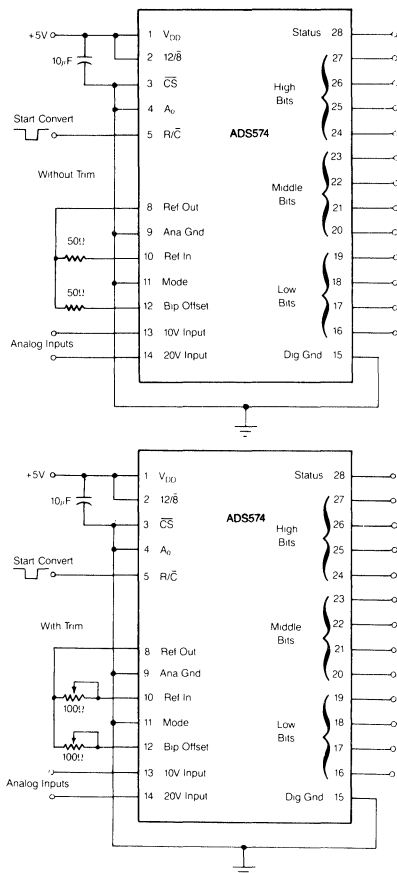 +5V 1 V_DD Status 28
10μF 2 12/8̅ 27
3 C̅S̅ 26
High
Bits
4 A_0 25
Start Convert
5 R/C̅ ADS574 24
23
Without Trim
Middle
Bits
22
8 Ref Out 21
9 Ana Gnd 20
50Ω
10 Ref In 19
11 Mode 18
50Ω
Low
Bits
12 Bip Offset 17
13 10V Input 16
Analog Inputs
14 20V Input Dig Gnd 15
+5V 1 V_DD Status 28
10μF 2 12/8̅ 27
ADS574
3 C̅S̅ 26
High
Bits
4 A_0 25
Start Convert
5 R/C̅ 24
23
With Trim
Middle
Bits
22
8 Ref Out 21
9 Ana Gnd 20
10 Ref In 19
100Ω
11 Mode 18
Low
Bits
12 Bip Offset 17
100Ω
13 10V Input 16
Analog Inputs
14 20V Input Dig Gnd 15